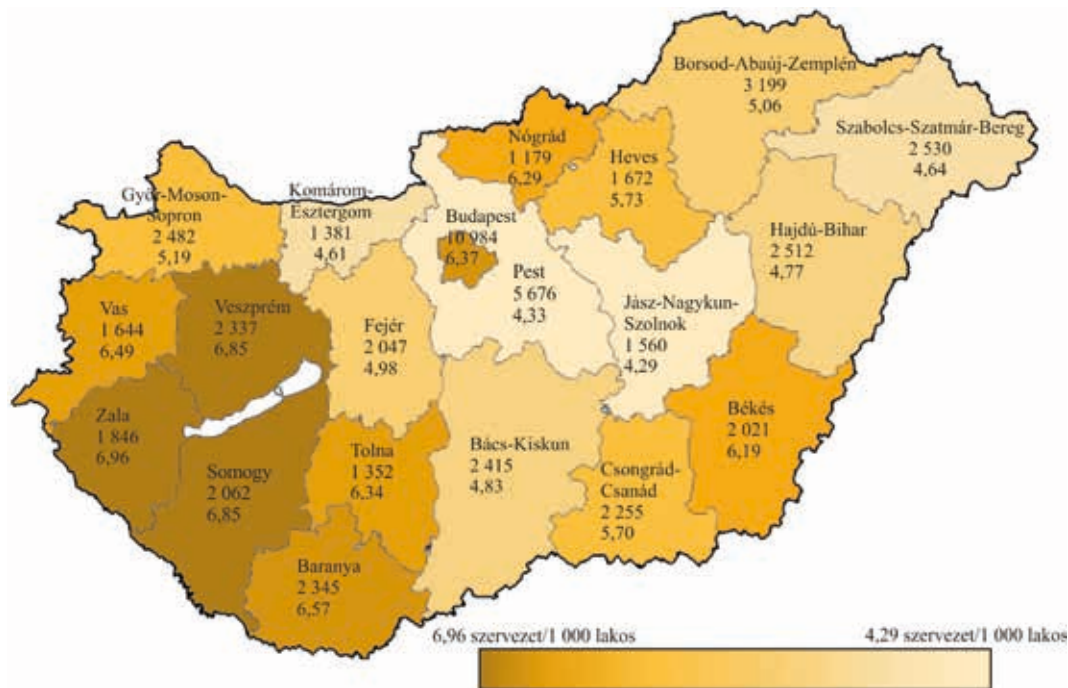 Borsod-Abaúj-Zemplén
3 199
5,06
Szabolcs-Szatmár-Bereg
2 530
4,64
Nógrád
1 179
6,29
Heves
1 672
5,73
Győr-Moson-
Sopron
2 482
5,19
Komárom-
Esztergom
1 381
4,61
Budapest
10 984
6,37
Pest
5 676
4,33
Hajdú-Bihar
2 512
4,77
Jász-Nagykun-
Szolnok
1 560
4,29
Vas
1 644
6,49
Veszprém
2 337
6,85
Fejér
2 047
4,98
Zala
1 846
6,96
Somogy
2 062
6,85
Tolna
1 352
6,34
Bács-Kiskun
2 415
4,83
Csongrád-
Csanád
2 255
5,70
Békés
2 021
6,19
Baranya
2 345
6,57
6,96 szervezet/1 000 lakos
4,29 szervezet/1 000 lakos